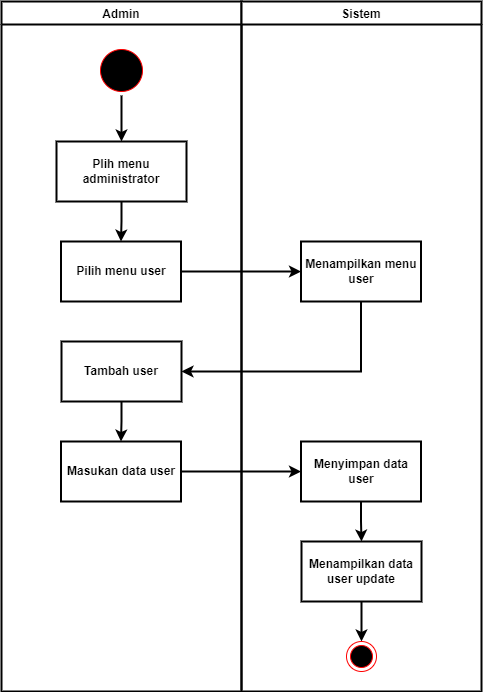 Admin
Sistem
Plih menu
administrator
Pilih menu user
Menampilkan menu
user
Tambah user
Masukan data user
Menyimpan data
user
Menampilkan data
user update